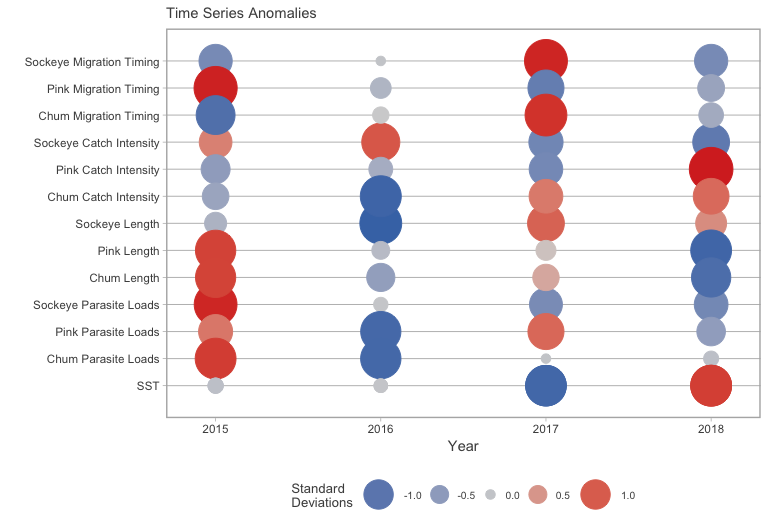 Time Series Anomalies
Sockeye Migration Timing
Pink Migration Timing
Chum Migration Timing
Sockeye Catch Intensity
Pink Catch Intensity
Chum Catch Intensity
Sockeye Length
Pink Length
Chum Length
Sockeye Parasite Loads
Pink Parasite Loads
Chum Parasite Loads
SST
2015 2016 2017 2018
Year
Standard
Deviations
-1.0 -0.5 0.0 0.5 1.0